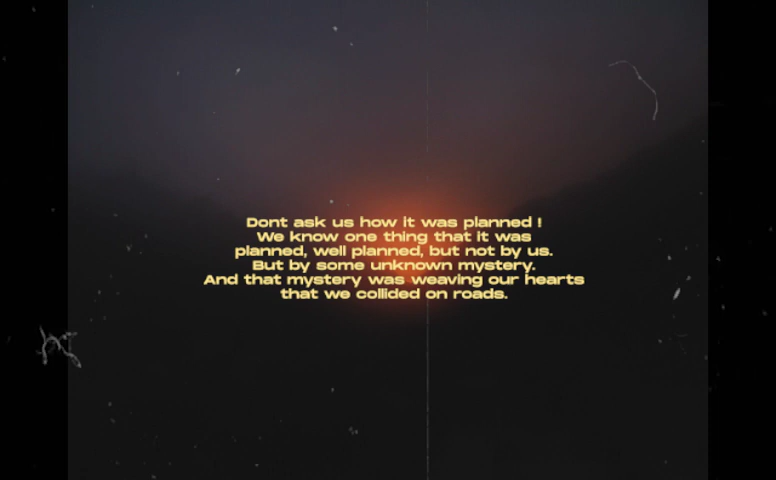 Dont ask us how it was planned !
We know one thing that it was
planned, well planned, but not by us.
But by some unknown mystery.
And that mystery was weaving our hearts
that we collided on roads.